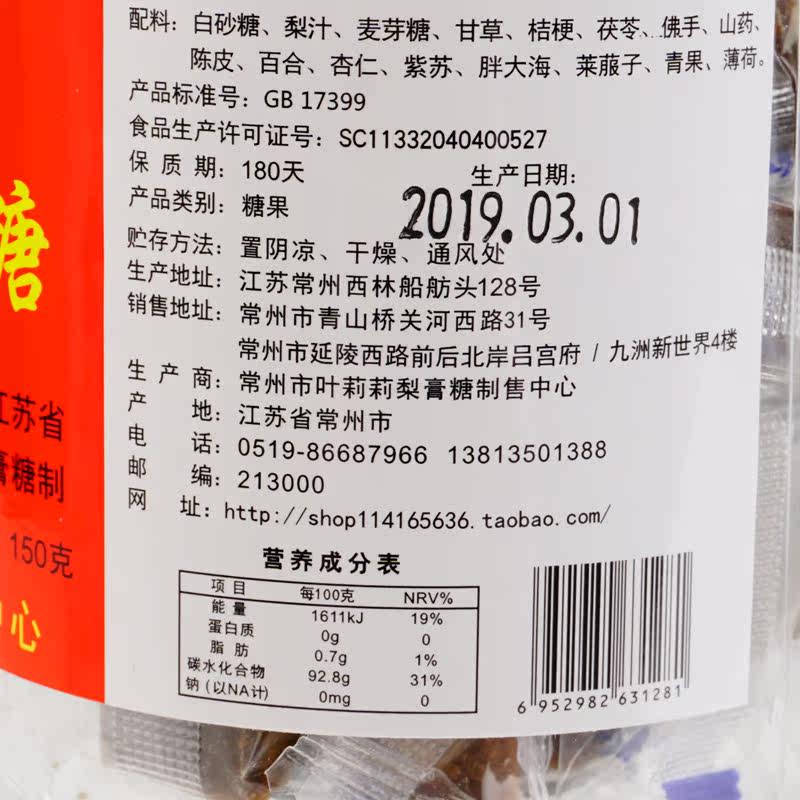 配料：白砂糖、梨汁、麦芽糖、甘草、桔梗、茯苓、佛手、山药、
陈皮、百合、杏仁、紫苏、胖大海、莱菔子、青果、薄荷。
产品标准号：GB 17399
食品生产许可证号：SC11332040400527
保质期：180天
生产日期：
2019.03.01
产品类别：糖果
贮存方法：置阴凉、干燥、通风处
生产地址：江苏常州西林船舫头128号
销售地址：常州市青山桥关河西路31号
常州市延陵西路前后北岸吕宫府 / 九洲新世界4楼
生产商：常州市叶莉莉梨膏糖制售中心
产地：江苏省常州市
电话：0519-86687966 13813501388
邮编：213000
网址：http://shop114165636.taobao.com/
营养成分表
项目 每100克 NRV%
能量 1611kJ 19%
蛋白质 0g 0
脂肪 0.7g 1%
碳水化合物 92.8g 31%
钠(以NA计) 0mg 0
6 952982 631281
糖
江苏省
膏糖制
150克
中心